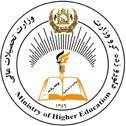 وزارت تحصیلات عالی
د لوړو زده کړو وزارت
Ministry of Higher Education